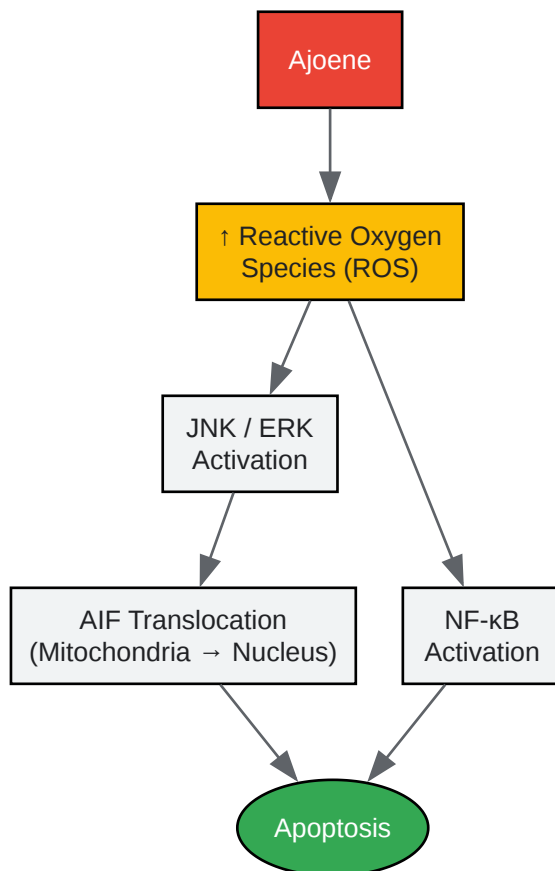 Ajoene
↑ Reactive Oxygen
Species (ROS)
JNK / ERK
Activation
AIF Translocation
(Mitochondria → Nucleus)
NF-κB
Activation
Apoptosis